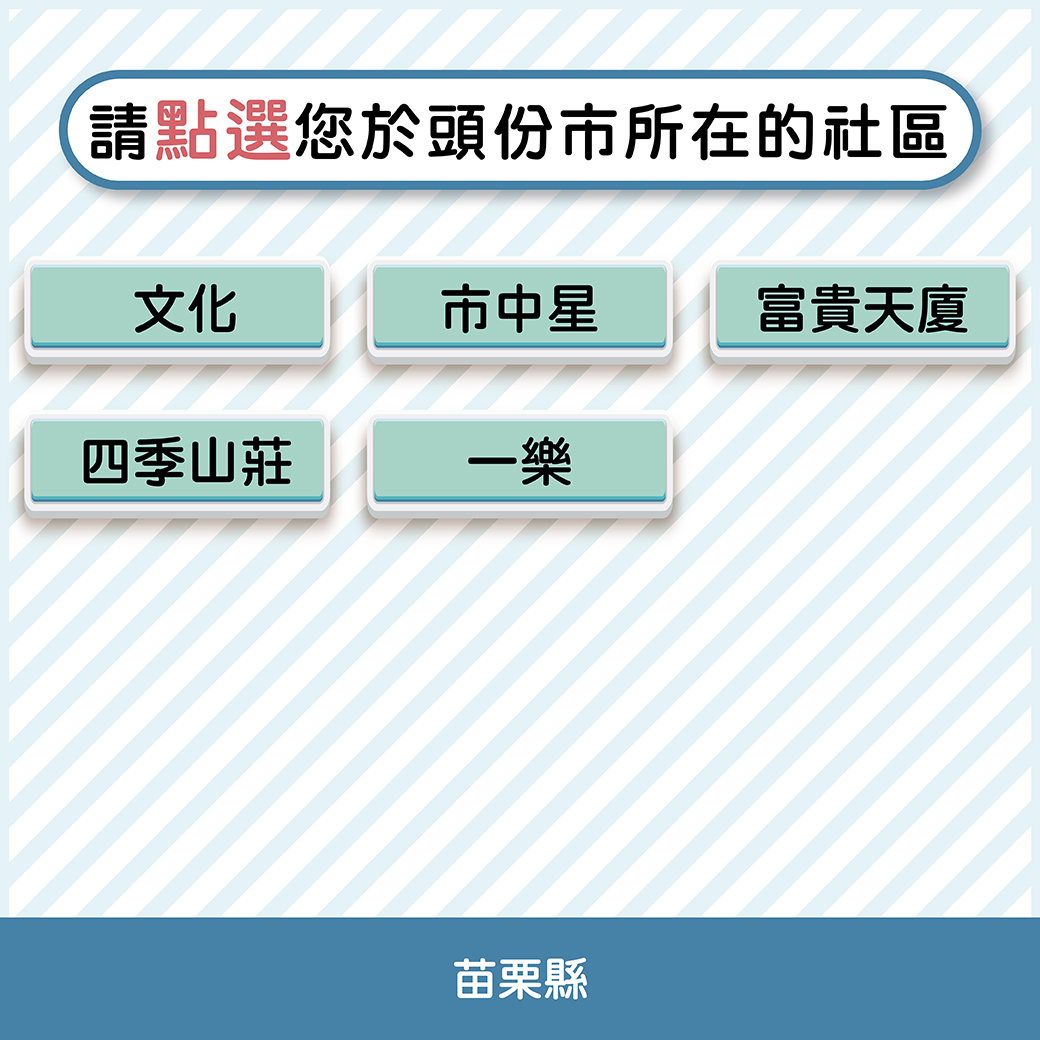 請點選您於頭份市所在的社區
文化
市中星
富貴天廈
四季山莊
一樂
苗栗縣